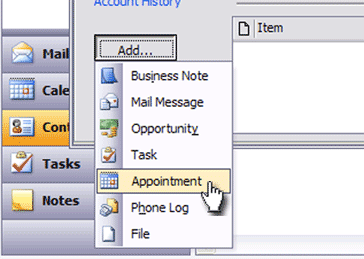 Account History
Add...
Item
Business Note
Mail Message
Opportunity
Task
Appointment
Phone Log
File
Mail
Cale
Cont
Tasks
Notes